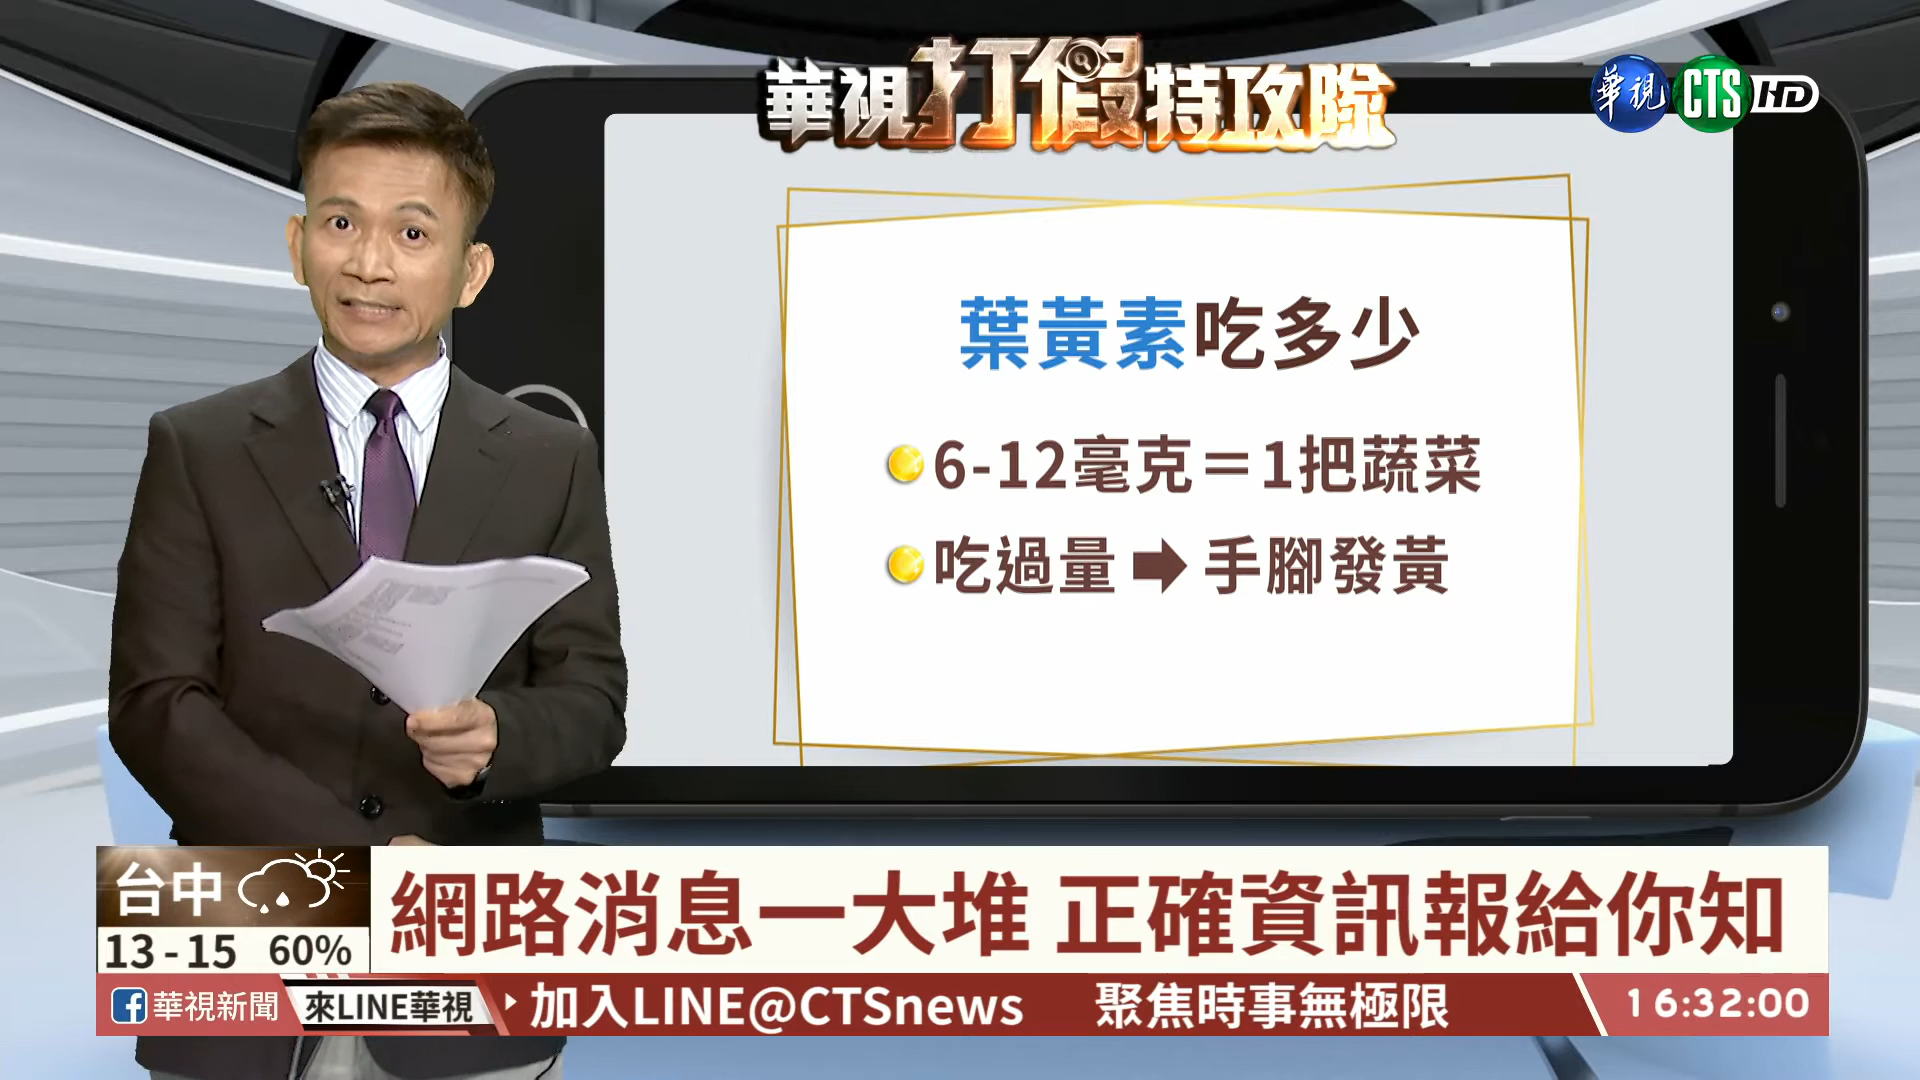 華視打假特攻隊
華視 CTS HD
葉黃素吃多少
6-12毫克=1把蔬菜
吃過量➡手腳發黃
台中
13-15 60%
網路消息一大堆 正確資訊報給你知
華視新聞 來LINE華視 加入LINE@CTSnews 聚焦時事無極限 16:32:00